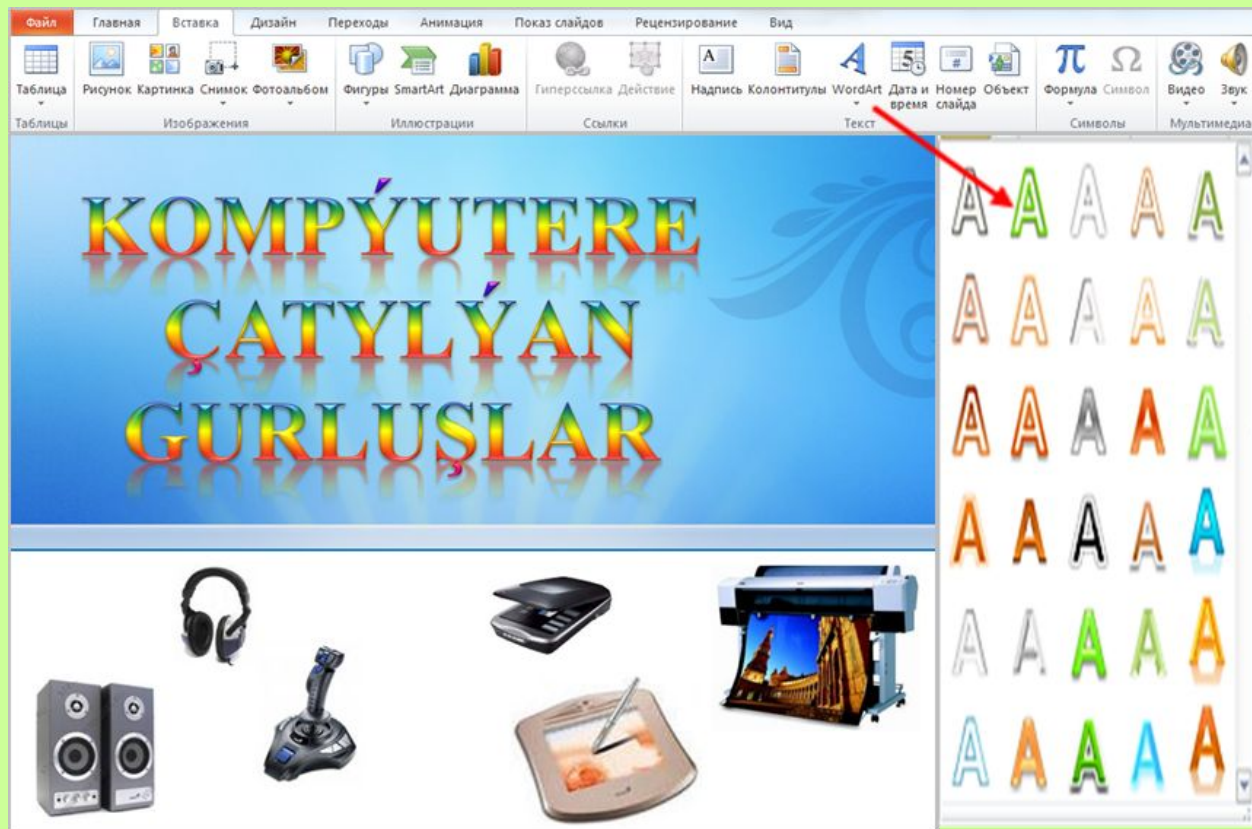 Файл Главная Вставка Дизайн Переходы Анимация Показ слайдов Рецензирование Вид
Таблица Рисунок Картинка Снимок Фотоальбом Фигуры SmartArt Диаграмма Гиперссылка Действие Надпись Колонтитулы WordArt Дата и время Номер слайда Объект Формула Символ Видео Звук
Таблицы Изображения Иллюстрации Ссылки Текст Символы Мультимедиа
KOMPÝUTERE
ÇATYLÝAN
GURLUŞLAR
A A A A A
A A A A A
A A A A A
A A A A A
A A A A A
A A A A A